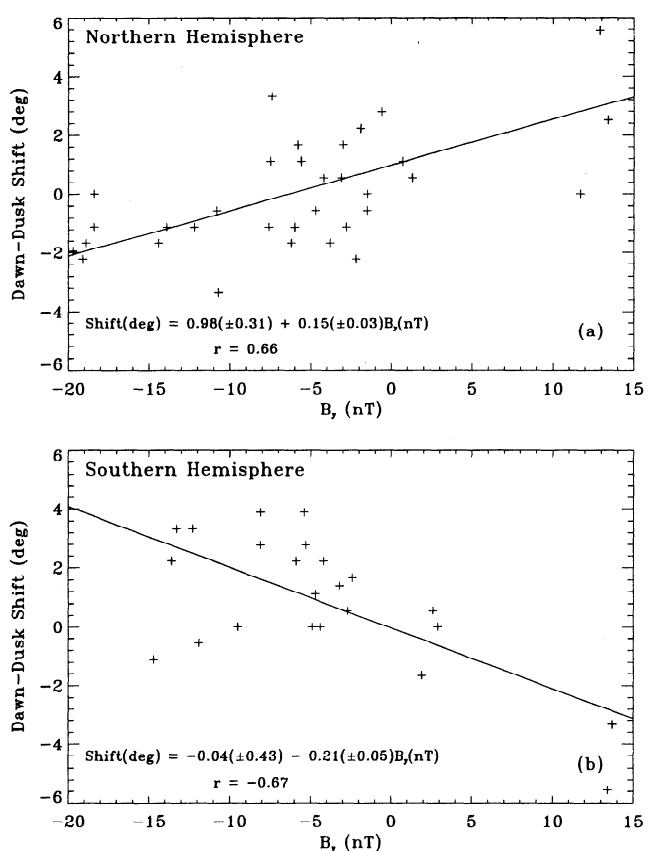 Northern Hemisphere
6
4
2
0
−2
−4
−6
Dawn–Dusk Shift (deg)
Shift(deg) = 0.98(±0.31) + 0.15(±0.03)By(nT)
r = 0.66
(a)
−20 −15 −10 −5 0 5 10 15
By (nT)
Southern Hemisphere
6
4
2
0
−2
−4
−6
Dawn–Dusk Shift (deg)
Shift(deg) = −0.04(±0.43) − 0.21(±0.05)By(nT)
r = −0.67
(b)
−20 −15 −10 −5 0 5 10 15
By (nT)